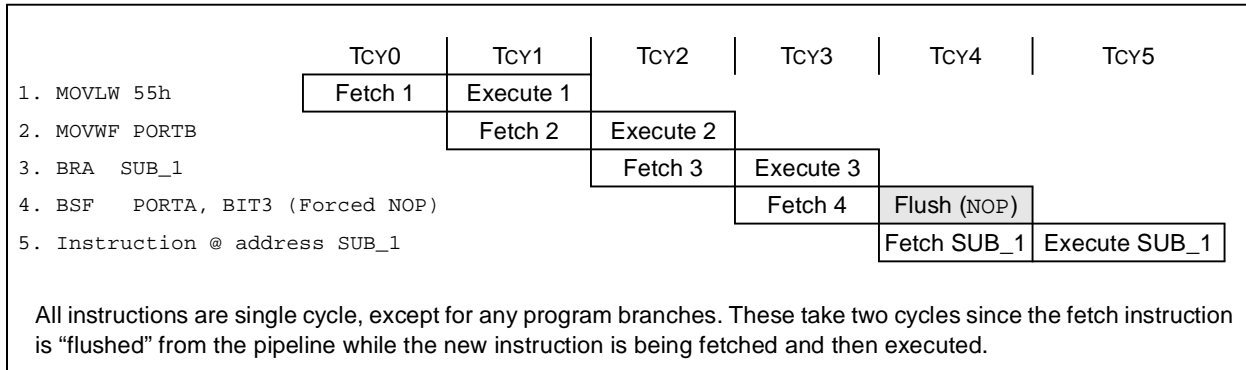 TCY0 TCY1 TCY2 TCY3 TCY4 TCY5
1. MOVLW 55h Fetch 1 Execute 1
2. MOVWF PORTB Fetch 2 Execute 2
3. BRA SUB_1 Fetch 3 Execute 3
4. BSF PORTA, BIT3 (Forced NOP) Fetch 4 Flush (NOP)
5. Instruction @ address SUB_1 Fetch SUB_1 Execute SUB_1
All instructions are single cycle, except for any program branches. These take two cycles since the fetch instruction
is “flushed” from the pipeline while the new instruction is being fetched and then executed.